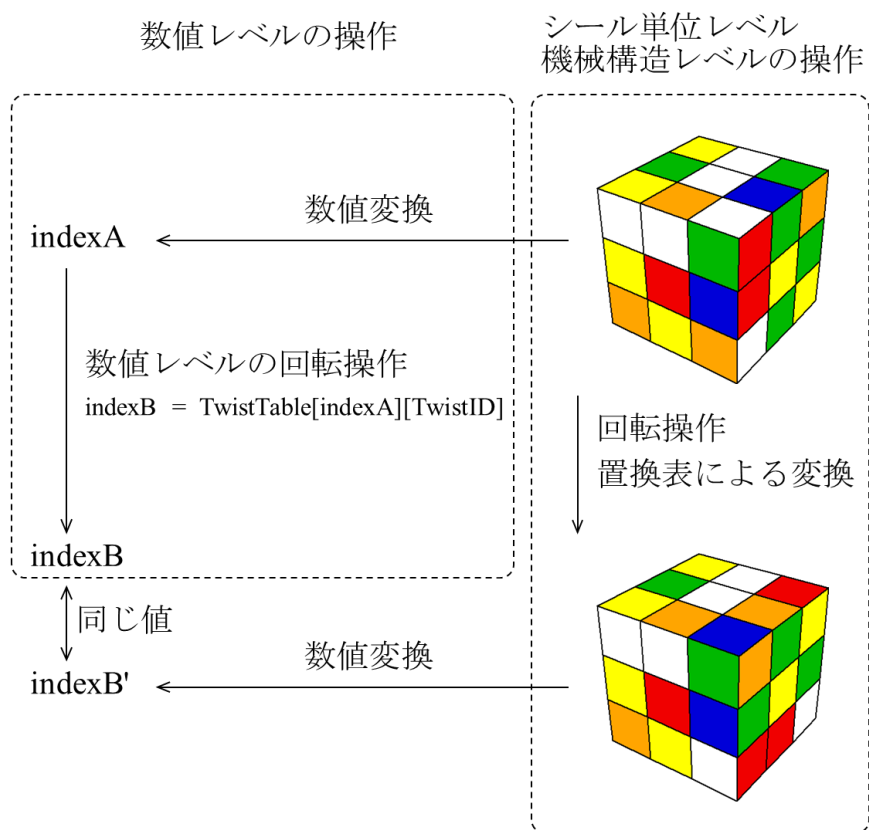 数値レベルの操作
シール単位レベル
機械構造レベルの操作
数値変換
indexA
数値レベルの回転操作
indexB = TwistTable[indexA][TwistID]
回転操作
置換表による変換
indexB
同じ値
数値変換
indexB'